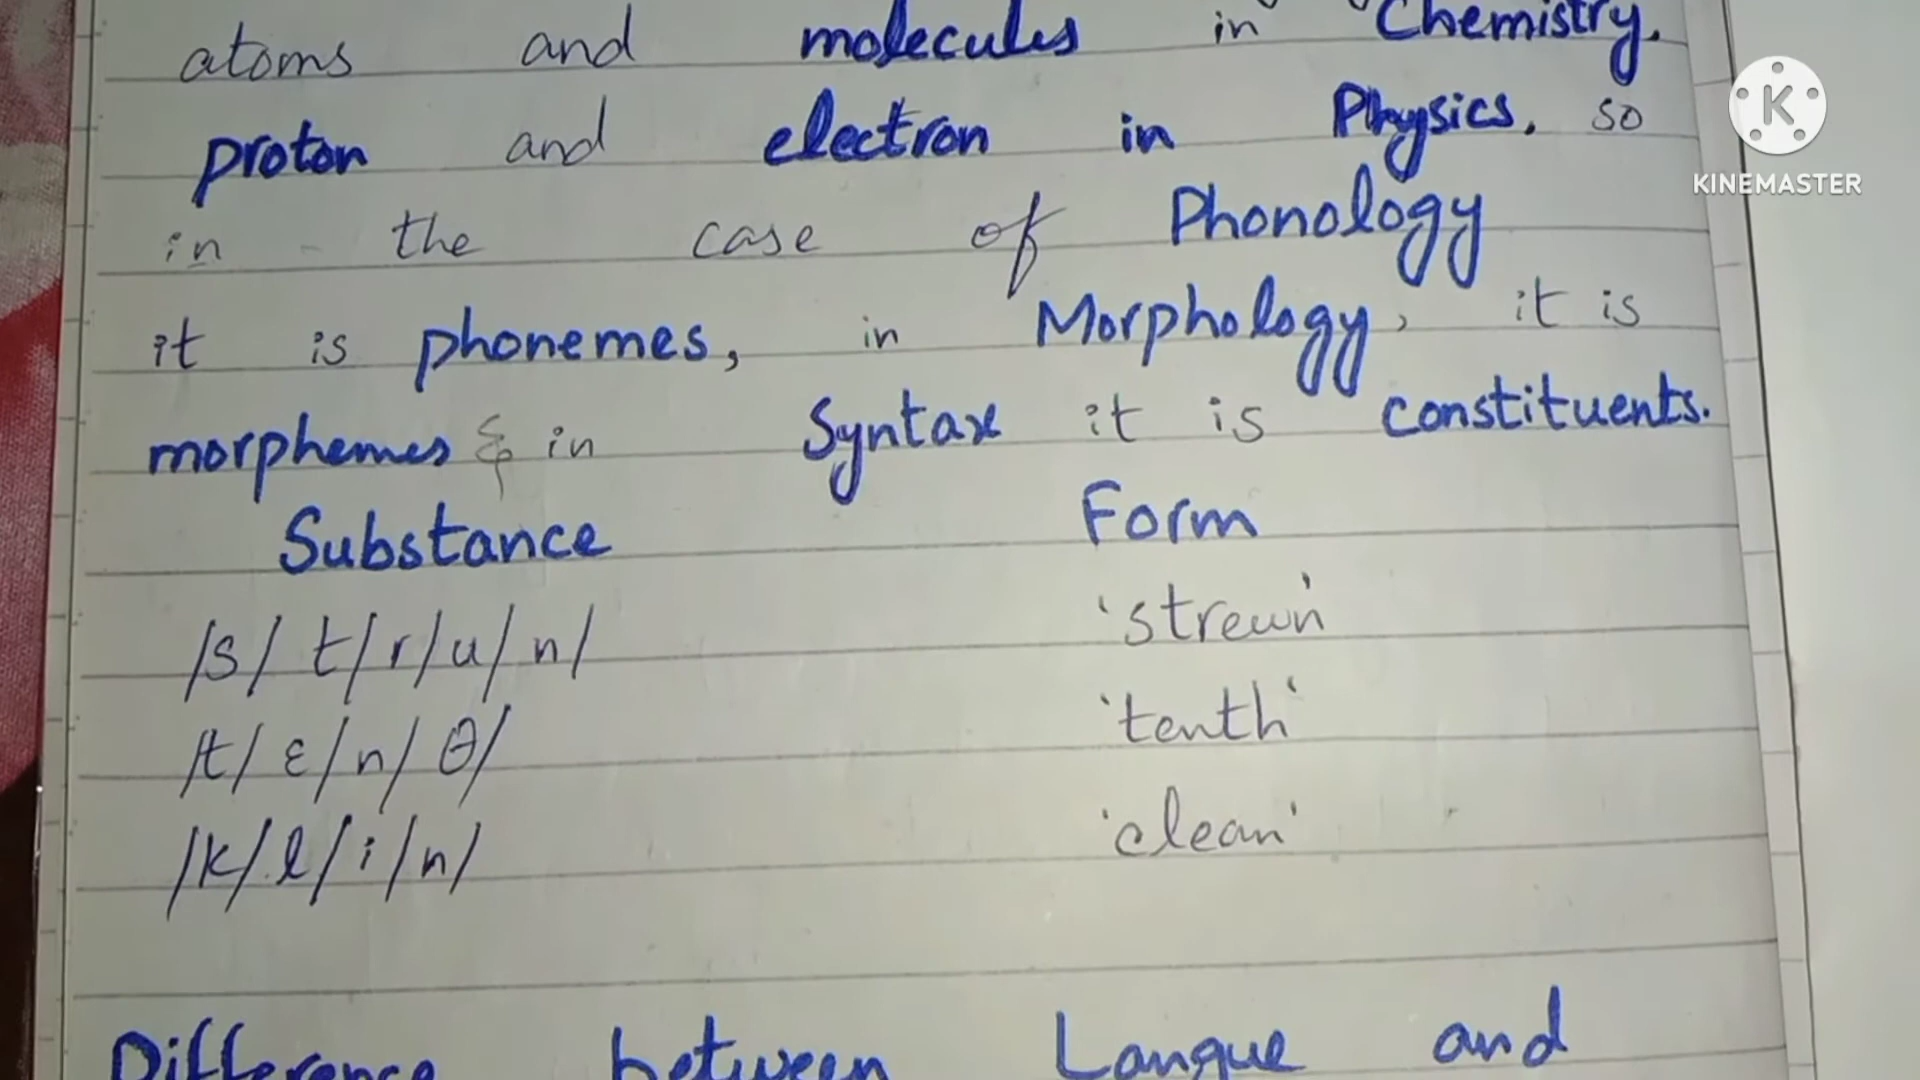 atoms and molecules in Chemistry.
proton and electron in Physics. so
in the case of Phonology
it is phonemes, in Morphology, it is
morphemes & in Syntax it is constituents.
Substance Form
/s/ t/r/u/n/ 'strewn'
/t/ ɛ/n/ θ/ 'tenth'
/k/ l/i/n/ 'clean'
Difference between Langue and
K
KINEMASTER